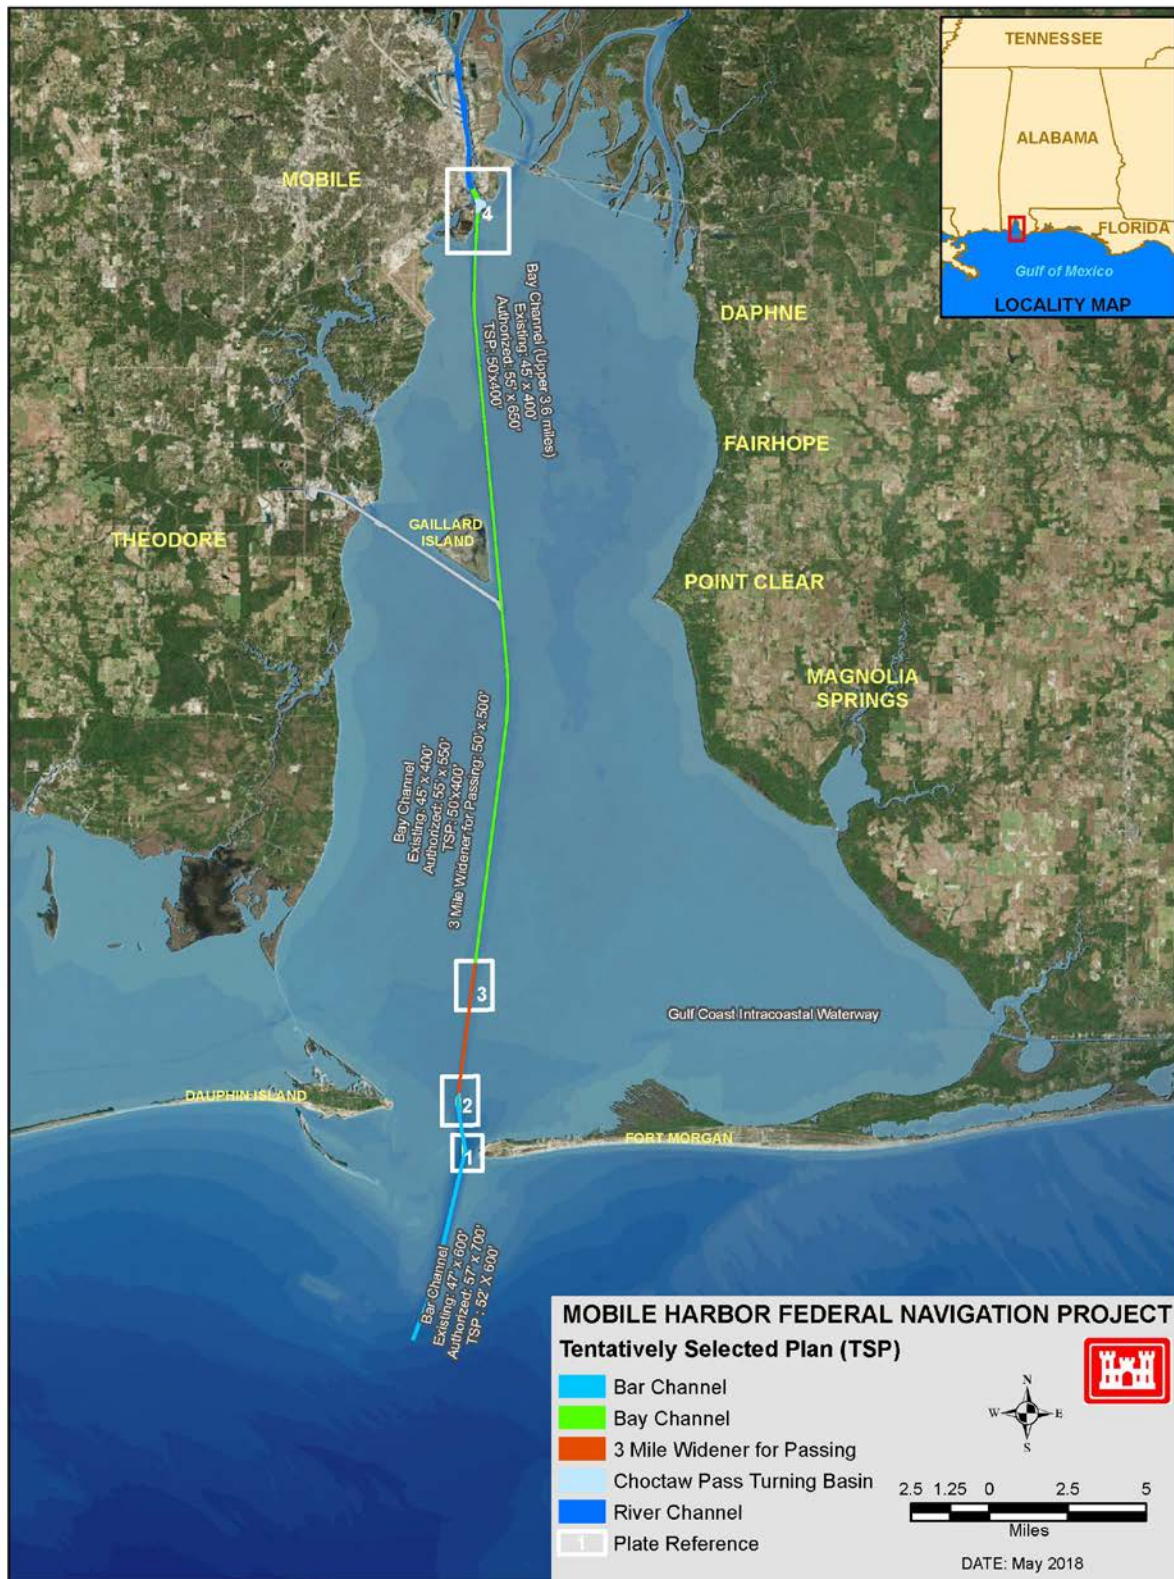 TENNESSEE
ALABAMA
FLORIDA
Gulf of Mexico
LOCALITY MAP
MOBILE
4
Bay Channel (Upper 3.6 miles)
Existing: 45' x 400'
Authorized: 55' x 650'
TSP: 50'x400'
DAPHNE
FAIRHOPE
GAILLARD
ISLAND
THEODORE
POINT CLEAR
MAGNOLIA
SPRINGS
Bay Channel
Existing: 45' x 400'
Authorized: 55' x 550'
TSP: 50'x400'
3 Mile Widener for Passing: 50' x 500'
3
Gulf Coast Intracoastal Waterway
DAUPHIN ISLAND
2
FORT MORGAN
1
Bar Channel
Existing: 47' x 600'
Authorized: 57' x 700'
TSP : 52' X 600'
MOBILE HARBOR FEDERAL NAVIGATION PROJECT
Tentatively Selected Plan (TSP)
Bar Channel
Bay Channel
3 Mile Widener for Passing
Choctaw Pass Turning Basin
River Channel
1 Plate Reference
N
W E
S
2.5 1.25 0 2.5 5
Miles
DATE: May 2018